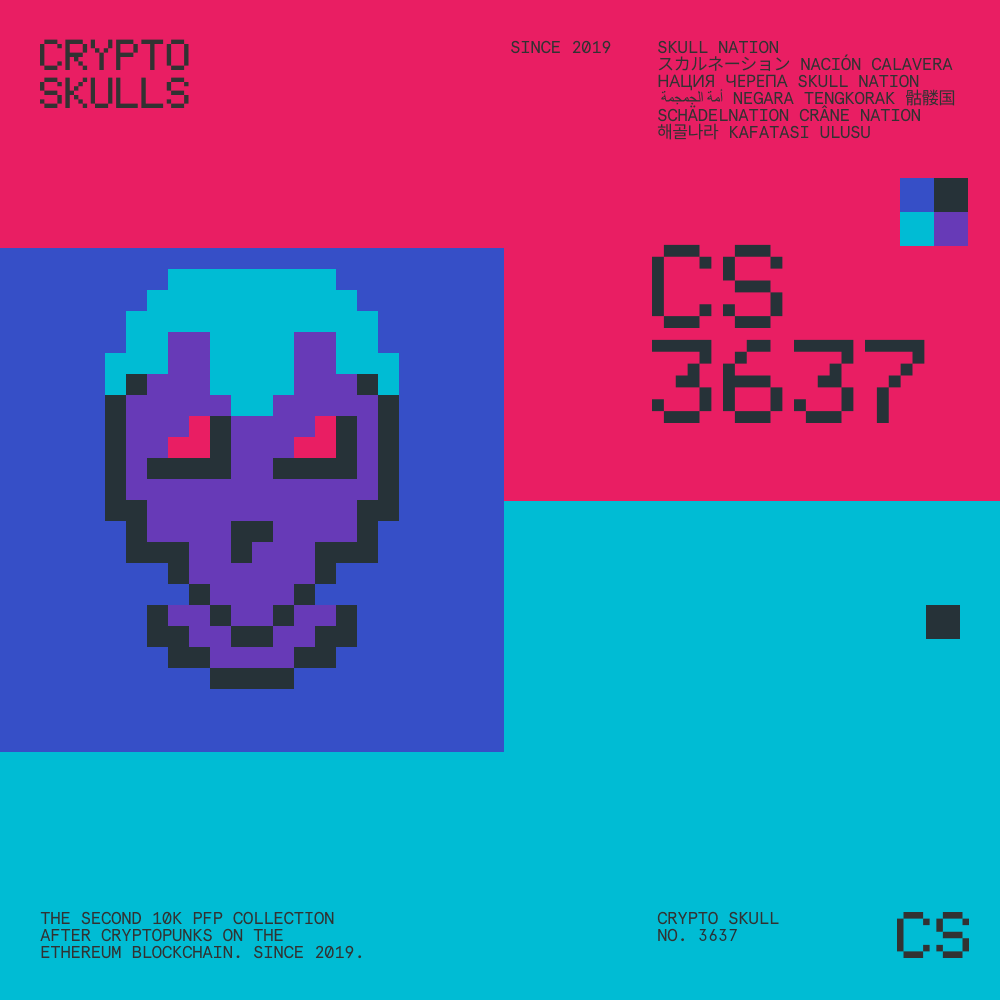 CRYPTO
SKULLS
SINCE 2019
SKULL NATION
スカルネーション NACIÓN CALAVERA
НАЦИЯ ЧЕРЕПА SKULL NATION
أمة الجمجمة NEGARA TENGKORAK 骷髅国
SCHÄDELNATION CRÂNE NATION
해골나라 KAFATASI ULUSU
CS
3637
THE SECOND 10K PFP COLLECTION
AFTER CRYPTOPUNKS ON THE
ETHEREUM BLOCKCHAIN. SINCE 2019.
CRYPTO SKULL
NO. 3637
CS